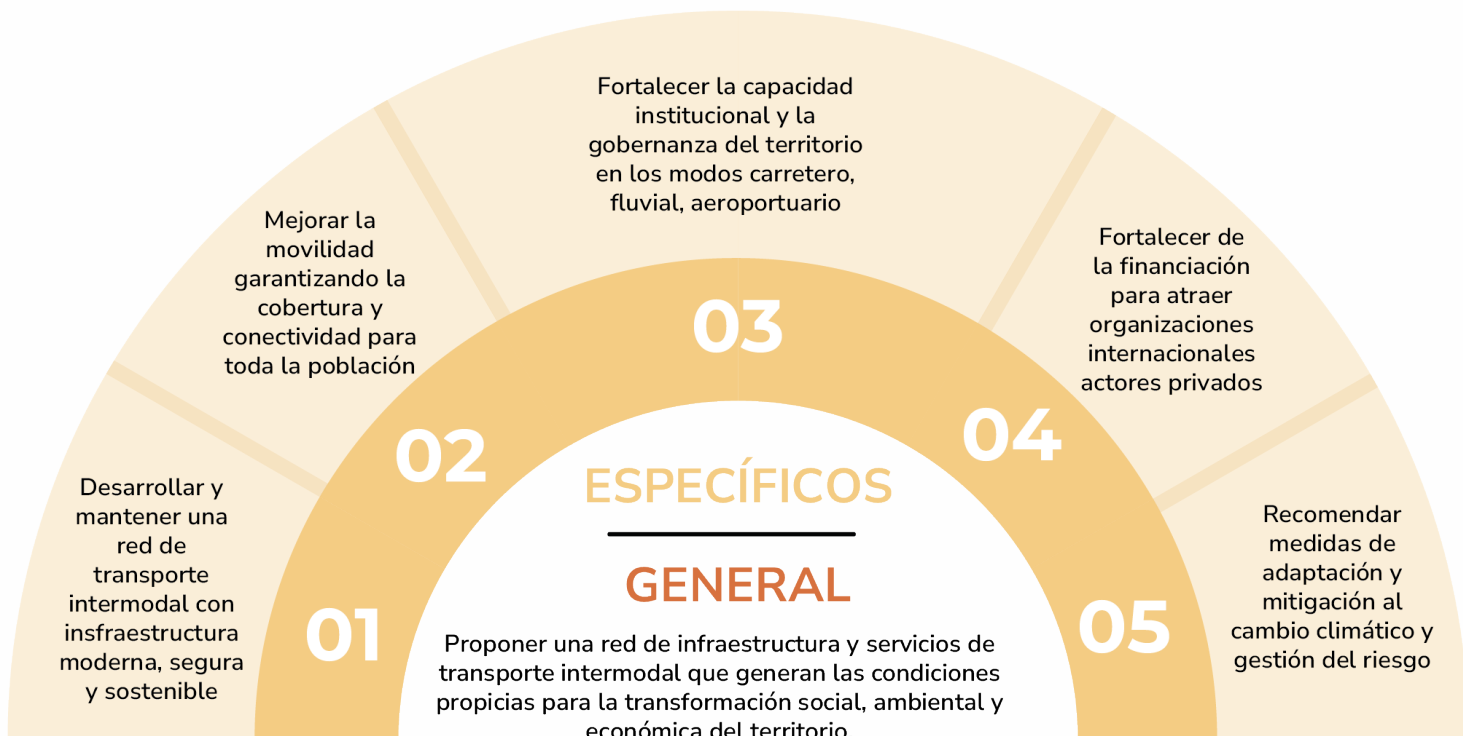 Fortalecer la capacidad
institucional y la
gobernanza del territorio
en los modos carretero,
fluvial, aeroportuario
Mejorar la
movilidad
garantizando la
cobertura y
conectividad para
toda la población
Fortalecer de
la financiación
para atraer
organizaciones
internacionales
actores privados
Desarrollar y
mantener una
red de
transporte
intermodal con
insfraestructura
moderna, segura
y sostenible
Recomendar
medidas de
adaptación y
mitigación al
cambio climático y
gestión del riesgo
01
02
03
04
05
ESPECÍFICOS
GENERAL
Proponer una red de infraestructura y servicios de
transporte intermodal que generan las condiciones
propicias para la transformación social, ambiental y
económica del territorio